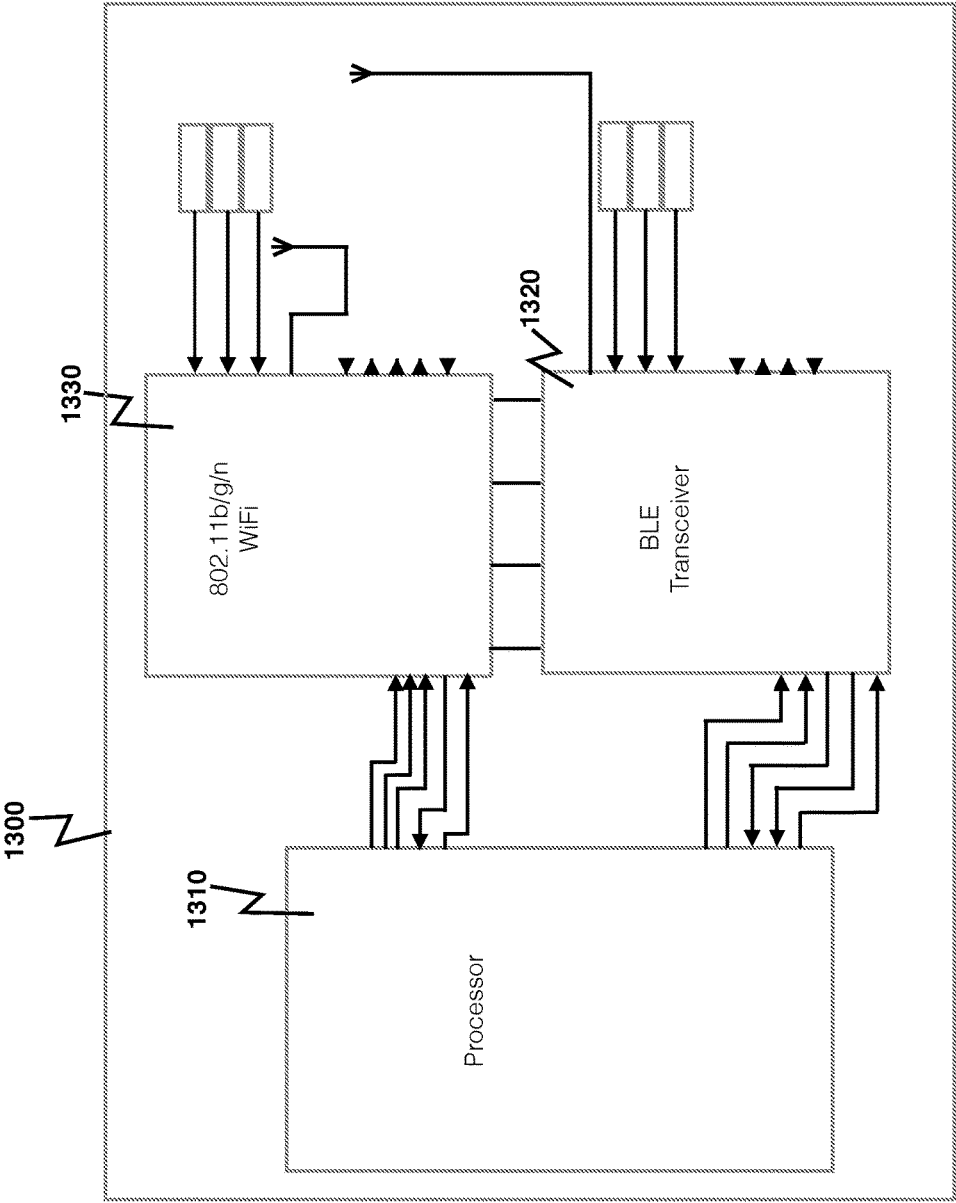 1300
1310
Processor
1330
802.11b/g/n
WiFi
1320
BLE
Transceiver